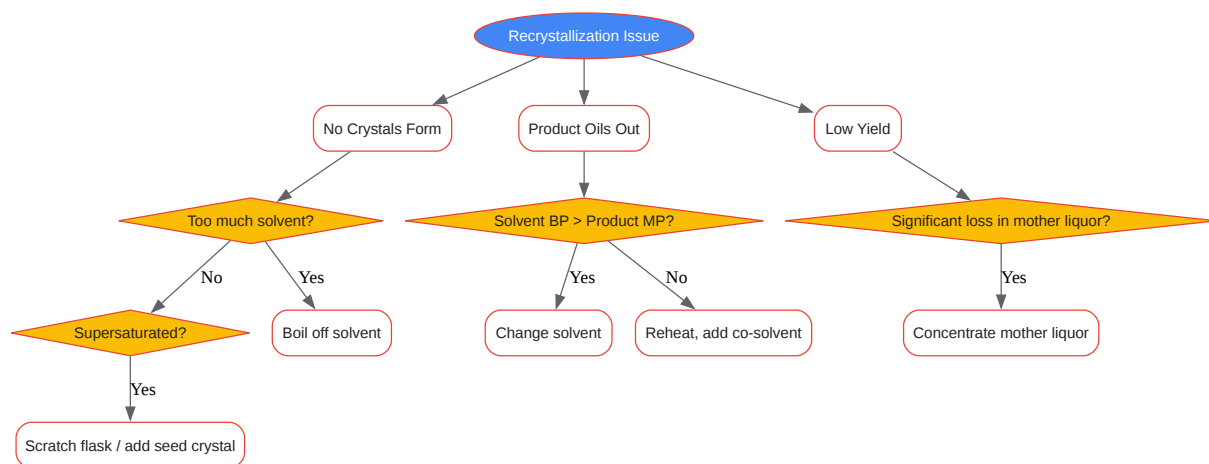 Recrystallization Issue
No Crystals Form
Product Oils Out
Low Yield
Too much solvent?
Solvent BP > Product MP?
Significant loss in mother liquor?
No
Yes
Yes
No
Yes
Supersaturated?
Boil off solvent
Change solvent
Reheat, add co-solvent
Concentrate mother liquor
Yes
Scratch flask / add seed crystal